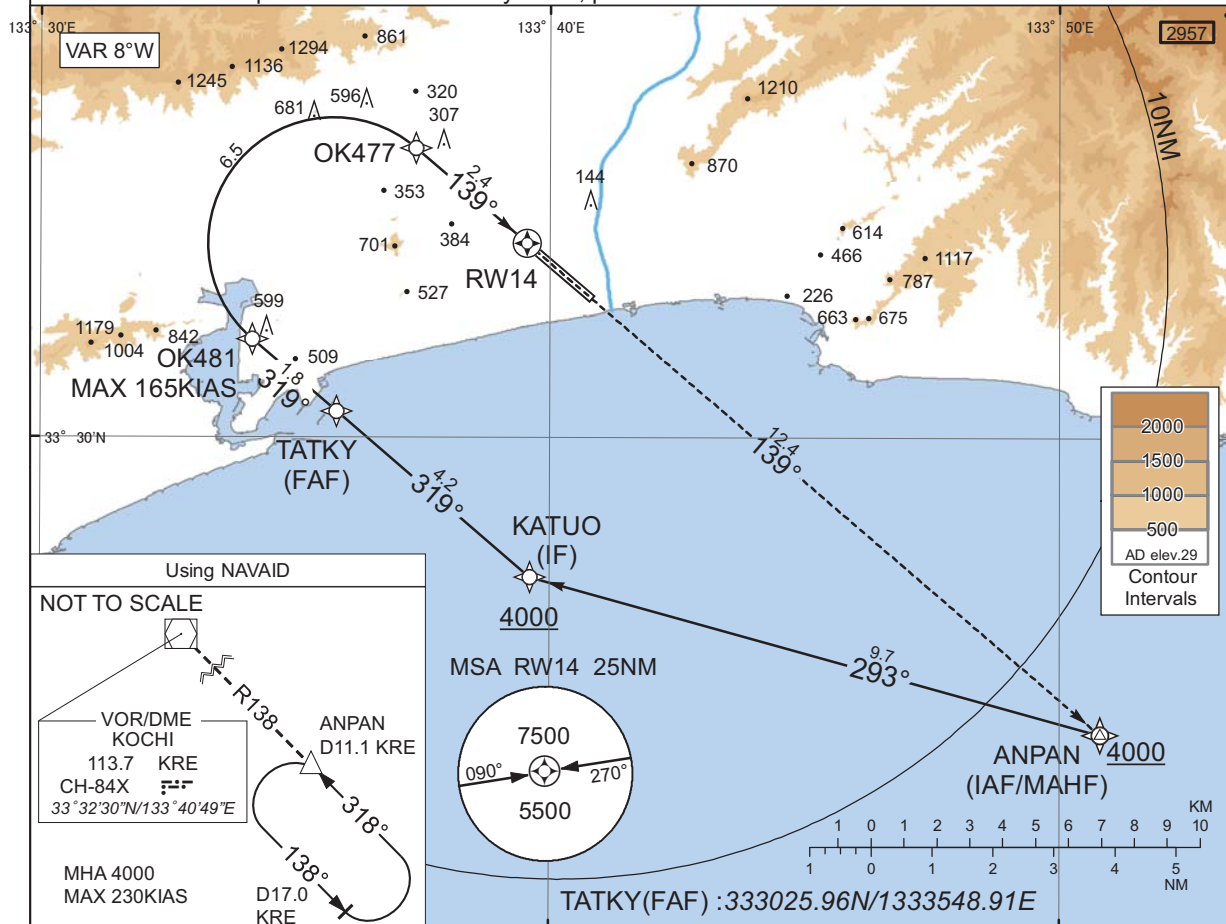 133° 30'E
133° 40'E
133° 50'E
VAR 8°W
2957
1294
861
1136
1245
681
596
320
307
1210
10NM
OK477
6.5
2.4
139°
870
353
144
384
701
614
466
1117
RW14
527
787
226
663
675
599
1179
842
1004
OK481
MAX 165KIAS
509
1.8
319°
33° 30'N
TATKY
(FAF)
4.2
319°
12.4
139°
2000
1500
1000
500
AD elev.29
Contour
Intervals
KATUO
(IF)
4000
9.7
293°
ANPAN
(IAF/MAHF)
4000
Using NAVAID
NOT TO SCALE
R138
VOR/DME
KOCHI
113.7 KRE
CH-84X
33°32'30"N/133°40'49"E
ANPAN
D11.1 KRE
318°
138°
D17.0
KRE
MHA 4000
MAX 230KIAS
MSA RW14 25NM
7500
090°
270°
5500
KM
1 0 1 2 3 4 5 6 7 8 9 10
1 0 1 2 3 4 5
NM
TATKY(FAF) :333025.96N/1333548.91E